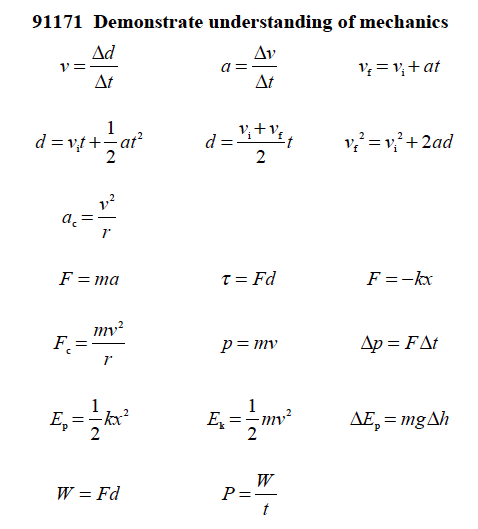 91171 Demonstrate understanding of mechanics
v = Δd/Δt    a = Δv/Δt    v_f = v_i + at
d = v_i t + 1/2 at²    d = (v_i + v_f)/2 t    v_f² = v_i² + 2ad
a_c = v²/r
F = ma    τ = Fd    F = −kx
F_c = mv²/r    p = mv    Δp = FΔt
E_p = 1/2 kx²    E_k = 1/2 mv²    ΔE_p = mgΔh
W = Fd    P = W/t